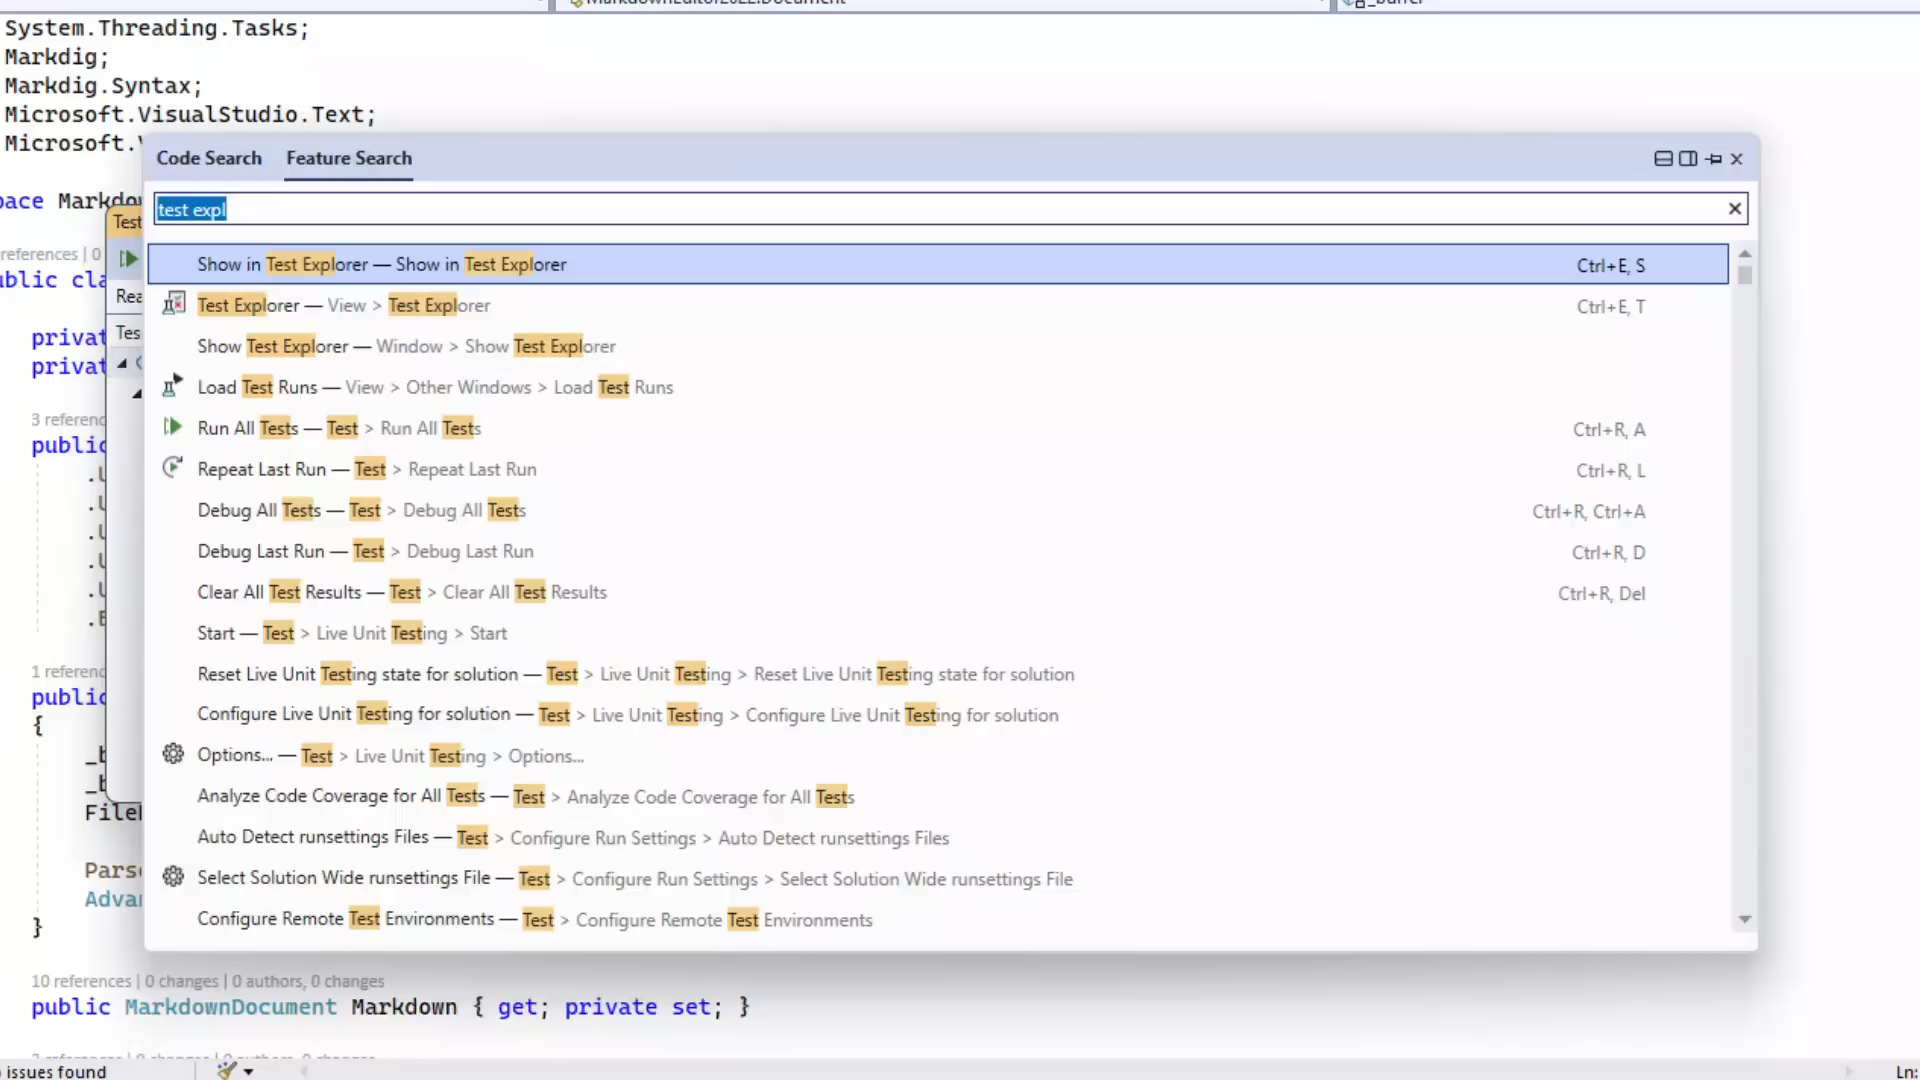 MarkdownEditor2022.Document
_buffer
System.Threading.Tasks;
Markdig;
Markdig.Syntax;
Microsoft.VisualStudio.Text;
Microsoft.
Code Search Feature Search
test expl
Test
Show in Test Explorer — Show in Test Explorer Ctrl+E, S
Test Explorer — View > Test Explorer Ctrl+E, T
Show Test Explorer — Window > Show Test Explorer
Load Test Runs — View > Other Windows > Load Test Runs
Run All Tests — Test > Run All Tests Ctrl+R, A
Repeat Last Run — Test > Repeat Last Run Ctrl+R, L
Debug All Tests — Test > Debug All Tests Ctrl+R, Ctrl+A
Debug Last Run — Test > Debug Last Run Ctrl+R, D
Clear All Test Results — Test > Clear All Test Results Ctrl+R, Del
Start — Test > Live Unit Testing > Start
Reset Live Unit Testing state for solution — Test > Live Unit Testing > Reset Live Unit Testing state for solution
Configure Live Unit Testing for solution — Test > Live Unit Testing > Configure Live Unit Testing for solution
Options... — Test > Live Unit Testing > Options...
Analyze Code Coverage for All Tests — Test > Analyze Code Coverage for All Tests
Auto Detect runsettings Files — Test > Configure Run Settings > Auto Detect runsettings Files
Select Solution Wide runsettings File — Test > Configure Run Settings > Select Solution Wide runsettings File
Configure Remote Test Environments — Test > Configure Remote Test Environments
}
10 references | 0 changes | 0 authors, 0 changes
public MarkdownDocument Markdown { get; private set; }
issues found
Ln: